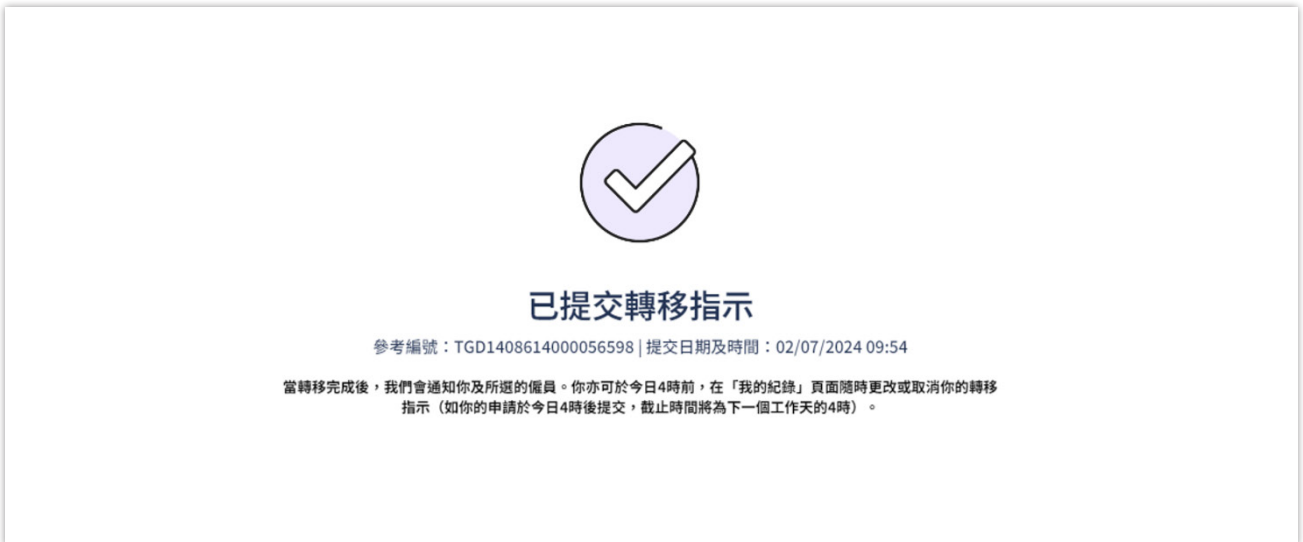 已提交轉移指示
參考編號：TGD1408614000056598 | 提交日期及時間：02/07/2024 09:54
當轉移完成後，我們會通知你及所選的僱員。你亦可於今日4時前，在「我的紀錄」頁面隨時更改或取消你的轉移
指示（如你的申請於今日4時後提交，截止時間將為下一個工作天的4時）。